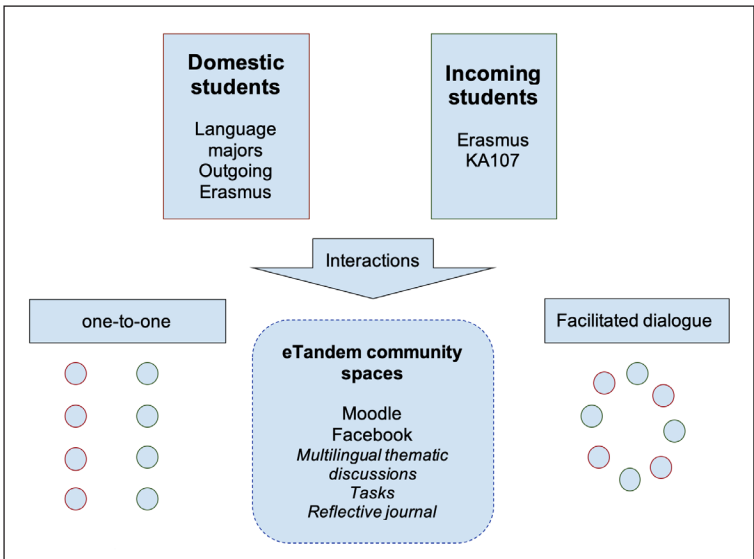 Domestic
students
Language
majors
Outgoing
Erasmus
Incoming
students
Erasmus
KA107
Interactions
one-to-one
eTandem community
spaces
Moodle
Facebook
Multilingual thematic
discussions
Tasks
Reflective journal
Facilitated dialogue